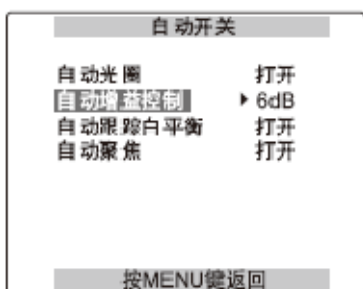 自动开关
自动光圈 打开
自动增益控制 ▶ 6dB
自动跟踪白平衡 打开
自动聚焦 打开
按MENU键返回